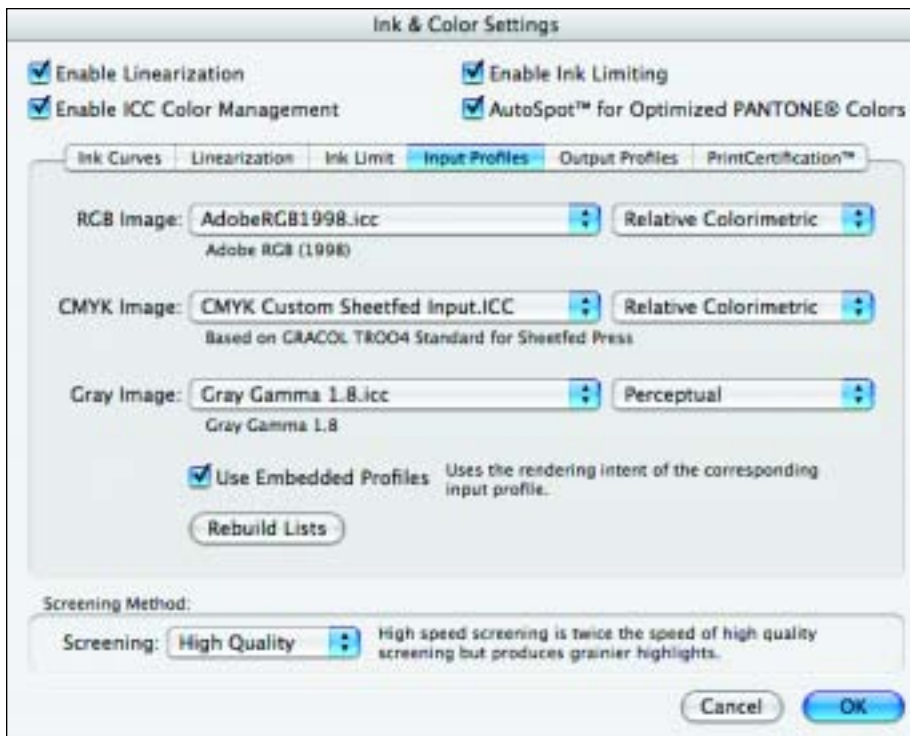 Ink & Color Settings
Enable Linearization
Enable Ink Limiting
Enable ICC Color Management
AutoSpot™ for Optimized PANTONE® Colors
Ink Curves Linearization Ink Limit Input Profiles Output Profiles PrintCertification™
RGB Image: AdobeRGB1998.icc Relative Colorimetric
Adobe RGB (1998)
CMYK Image: CMYK Custom Sheetfed Input.ICC Relative Colorimetric
Based on GRACOL TROO4 Standard for Sheetfed Press
Gray Image: Gray Gamma 1.8.icc Perceptual
Gray Gamma 1.8
Use Embedded Profiles
Uses the rendering intent of the corresponding
input profile.
Rebuild Lists
Screening Method:
Screening: High Quality
High speed screening is twice the speed of high quality
screening but produces grainier highlights.
Cancel OK